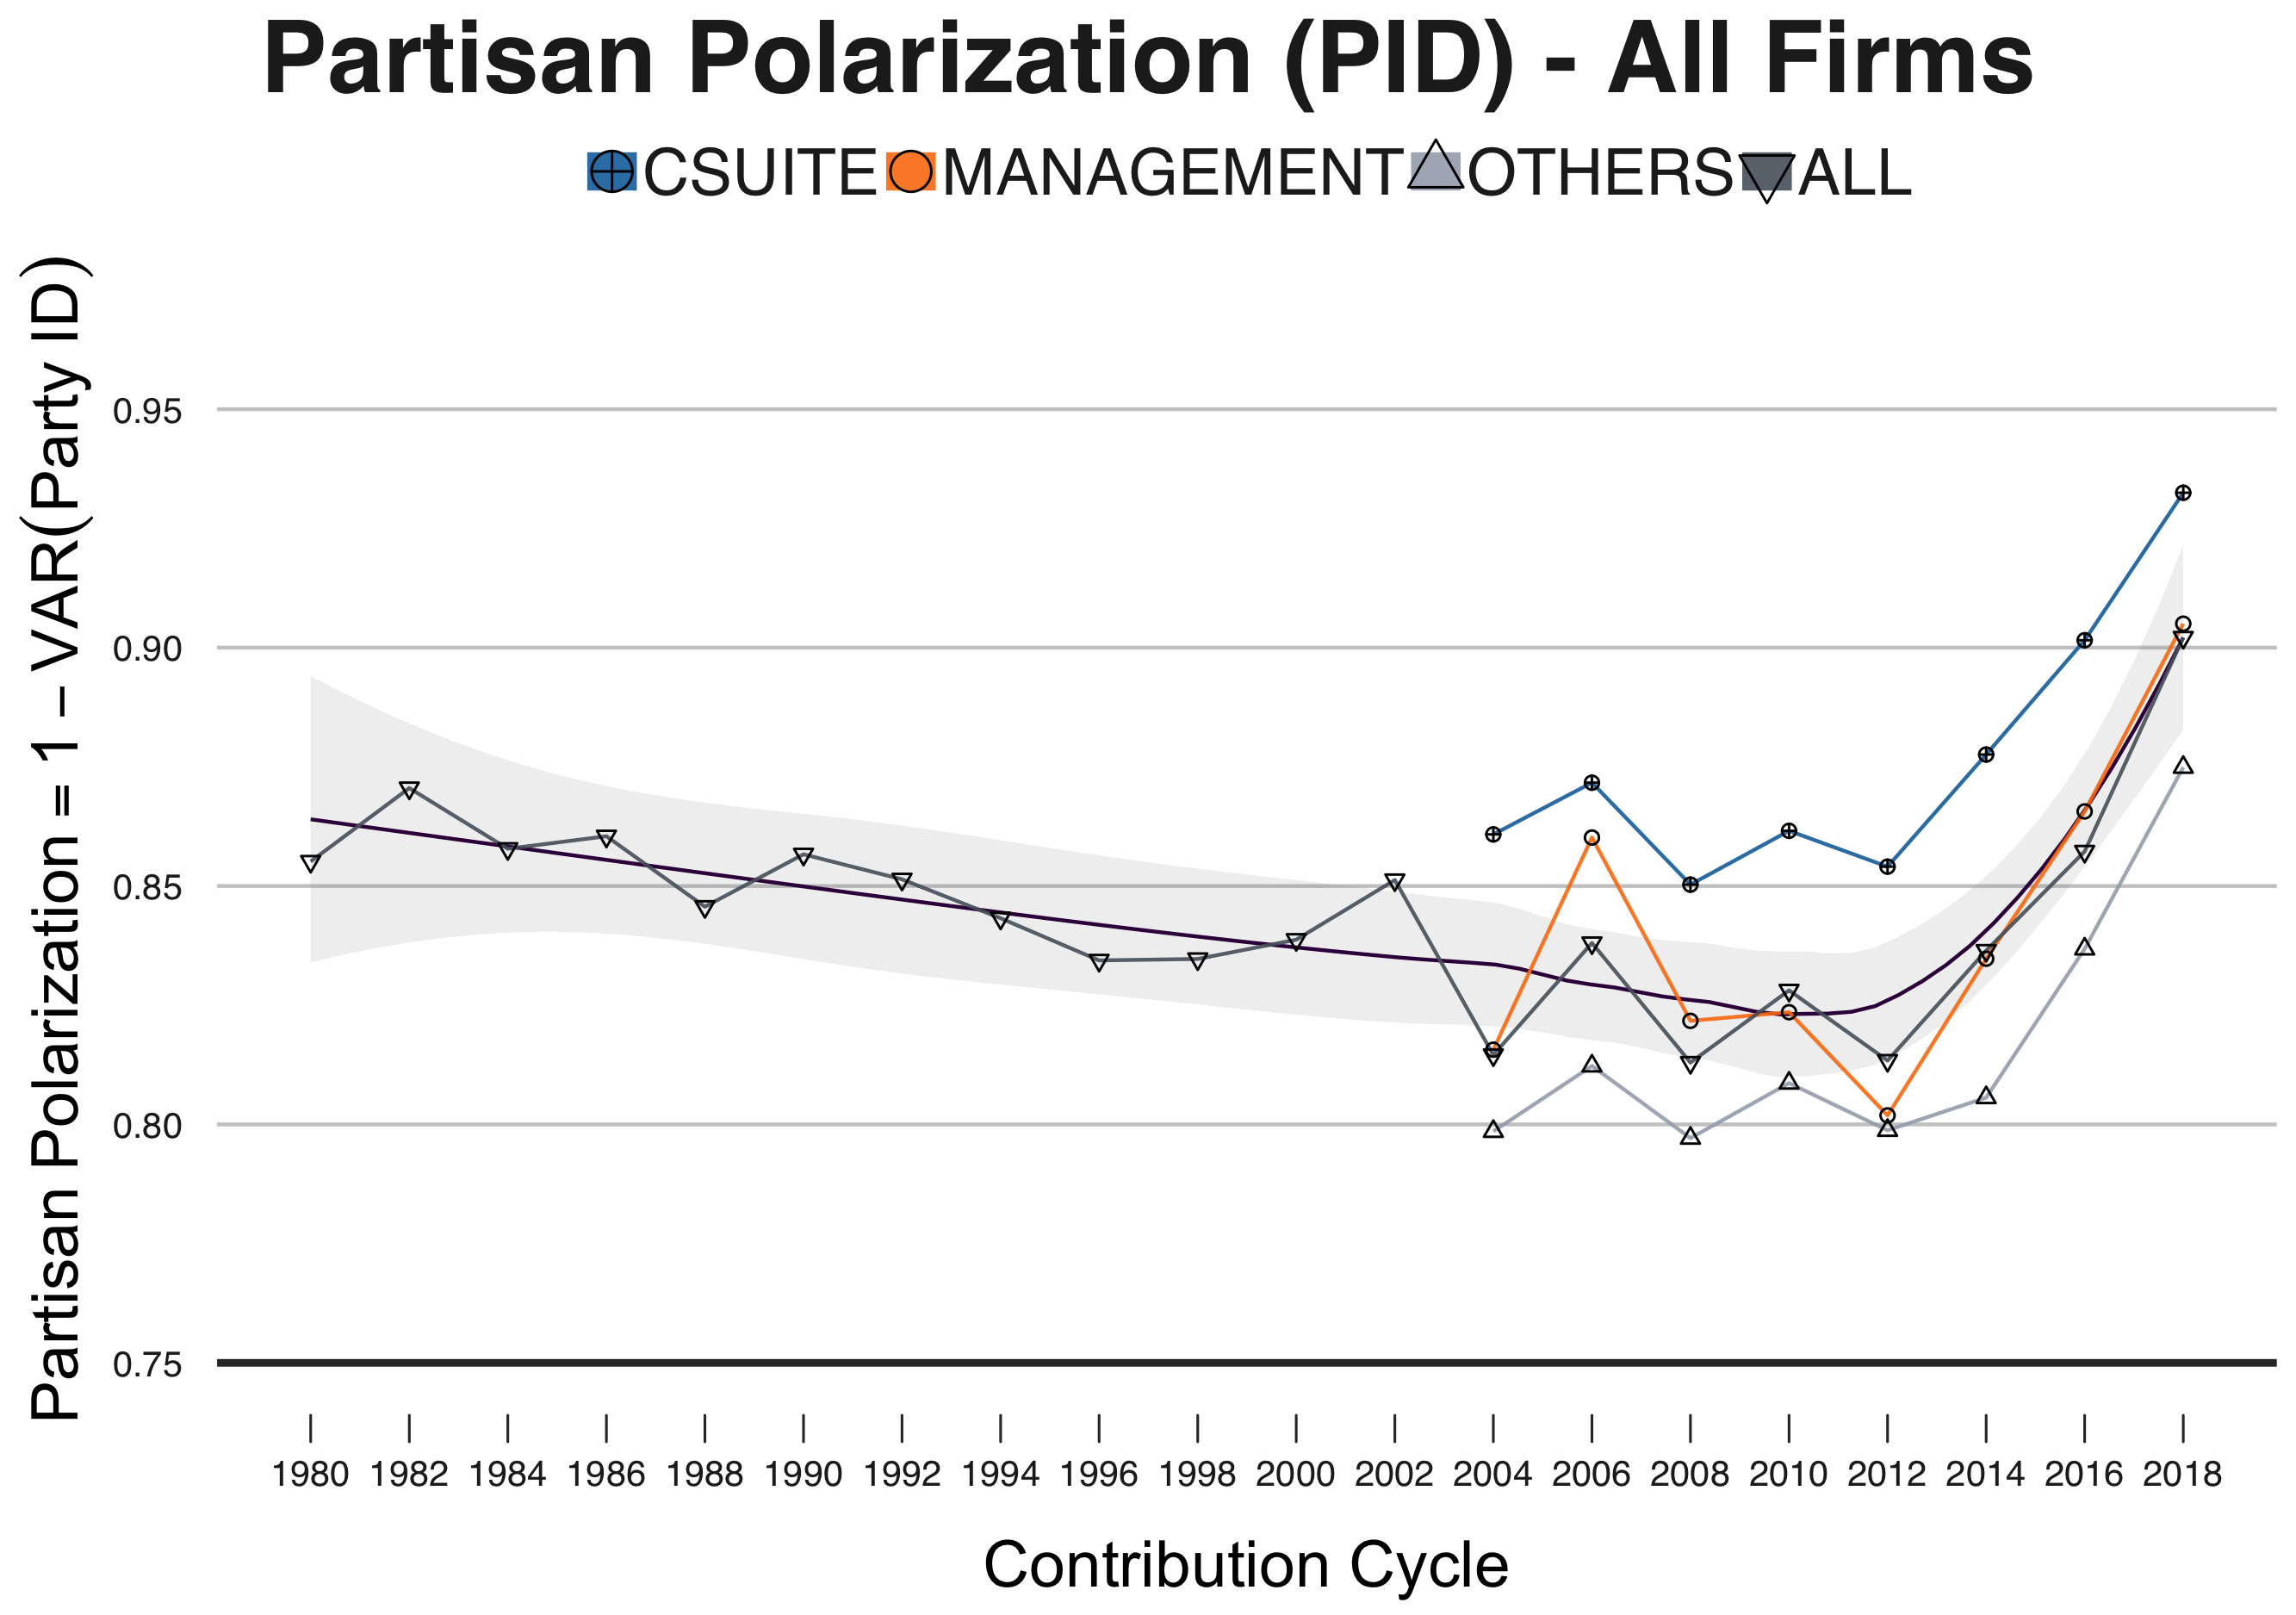 Partisan Polarization (PID) - All Firms
CSUITE MANAGEMENT OTHERS ALL
Partisan Polarization = 1 − VAR(Party ID)
0.95
0.90
0.85
0.80
0.75
1980 1982 1984 1986 1988 1990 1992 1994 1996 1998 2000 2002 2004 2006 2008 2010 2012 2014 2016 2018
Contribution Cycle